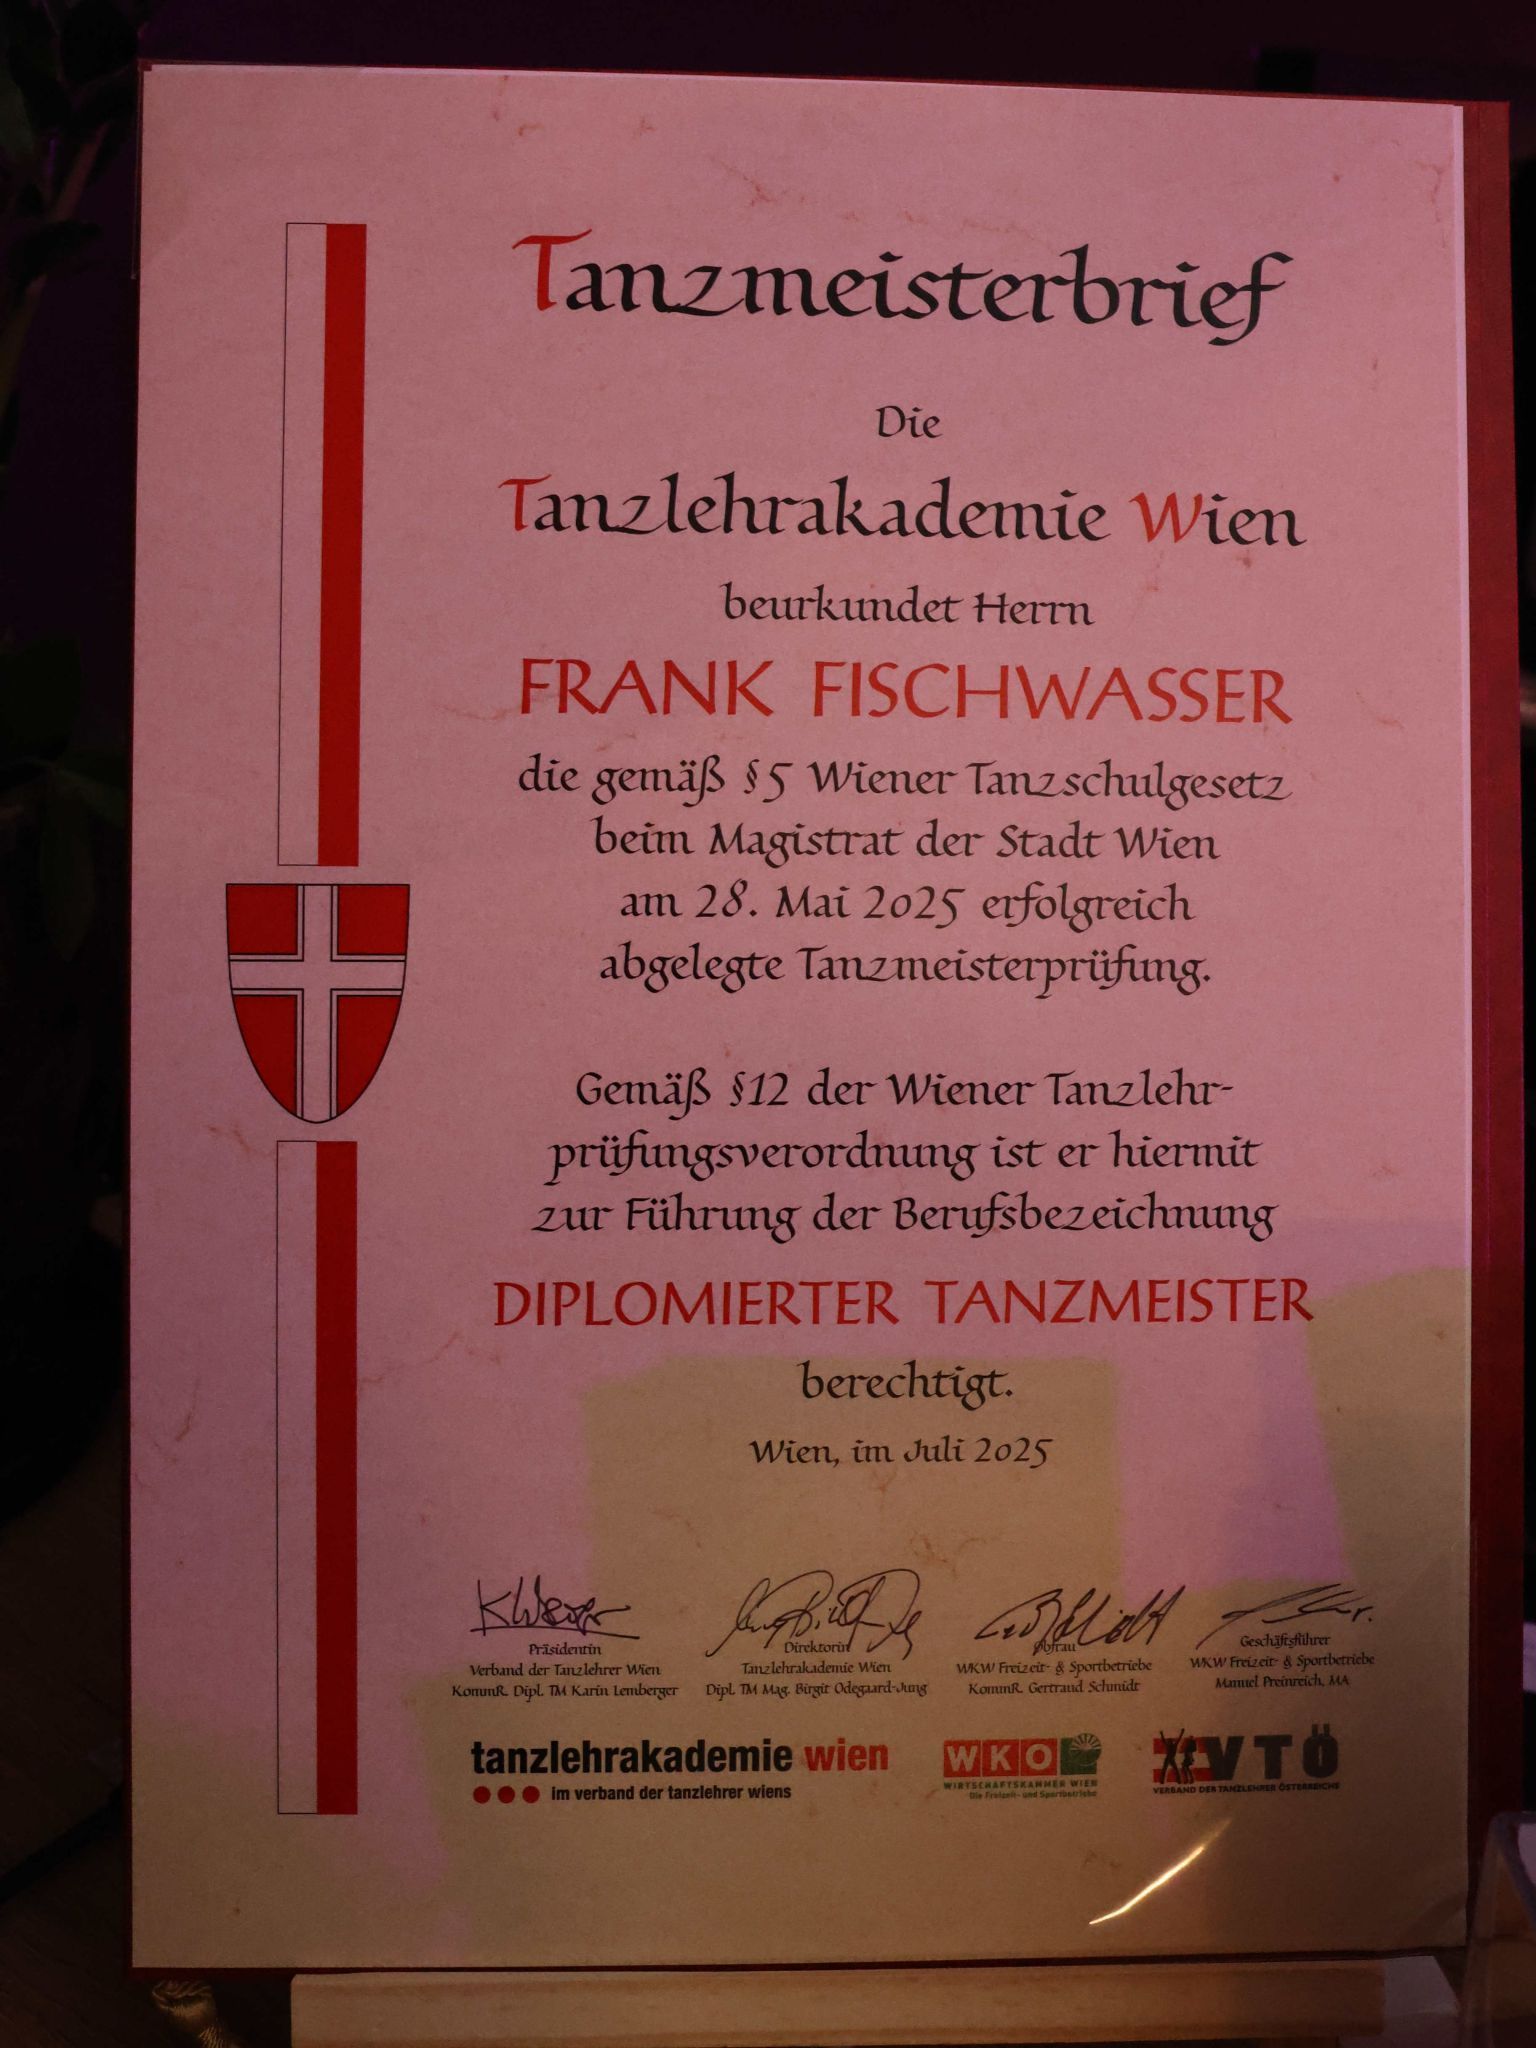 Tanzmeisterbrief
Die
Tanzlehrakademie Wien
beurkundet Herrn
FRANK FISCHWASSER
die gemäß §5 Wiener Tanzschulgesetz
beim Magistrat der Stadt Wien
am 28. Mai 2025 erfolgreich
abgelegte Tanzmeisterprüfung.
Gemäß §12 der Wiener Tanzlehr-
prüfungsverordnung ist er hiermit
zur Führung der Berufsbezeichnung
DIPLOMIERTER TANZMEISTER
berechtigt.
Wien, im Juli 2025
Präsidentin
Verband der Tanzlehrer Wien
KommR. Dipl. TM Karin Lemberger
Direktorin
Tanzlehrakademie Wien
Dipl. TM Mag. Birgit Odegaard-Jung
Obfrau
WKW Freizeit- & Sportbetriebe
KommR. Gertraud Schmidt
Geschäftsführer
WKW Freizeit- & Sportbetriebe
Manuel Preinreich, MA
tanzlehrakademie wien
im verband der tanzlehrer wiens
WKO
WIRTSCHAFTSKAMMER WIEN
Die Freizeit- und Sportbetriebe
VTÖ
VERBAND DER TANZLEHRER ÖSTERREICHS